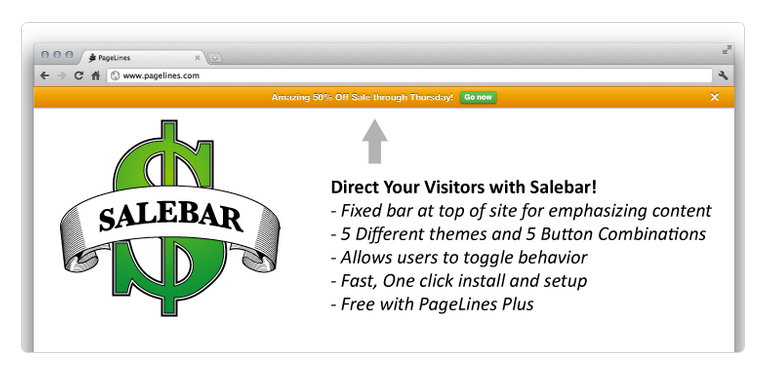 PageLines
www.pagelines.com
Amazing 50% Off Sale through Thursday! Go now
SALEBAR
Direct Your Visitors with Salebar!
- Fixed bar at top of site for emphasizing content
- 5 Different themes and 5 Button Combinations
- Allows users to toggle behavior
- Fast, One click install and setup
- Free with PageLines Plus